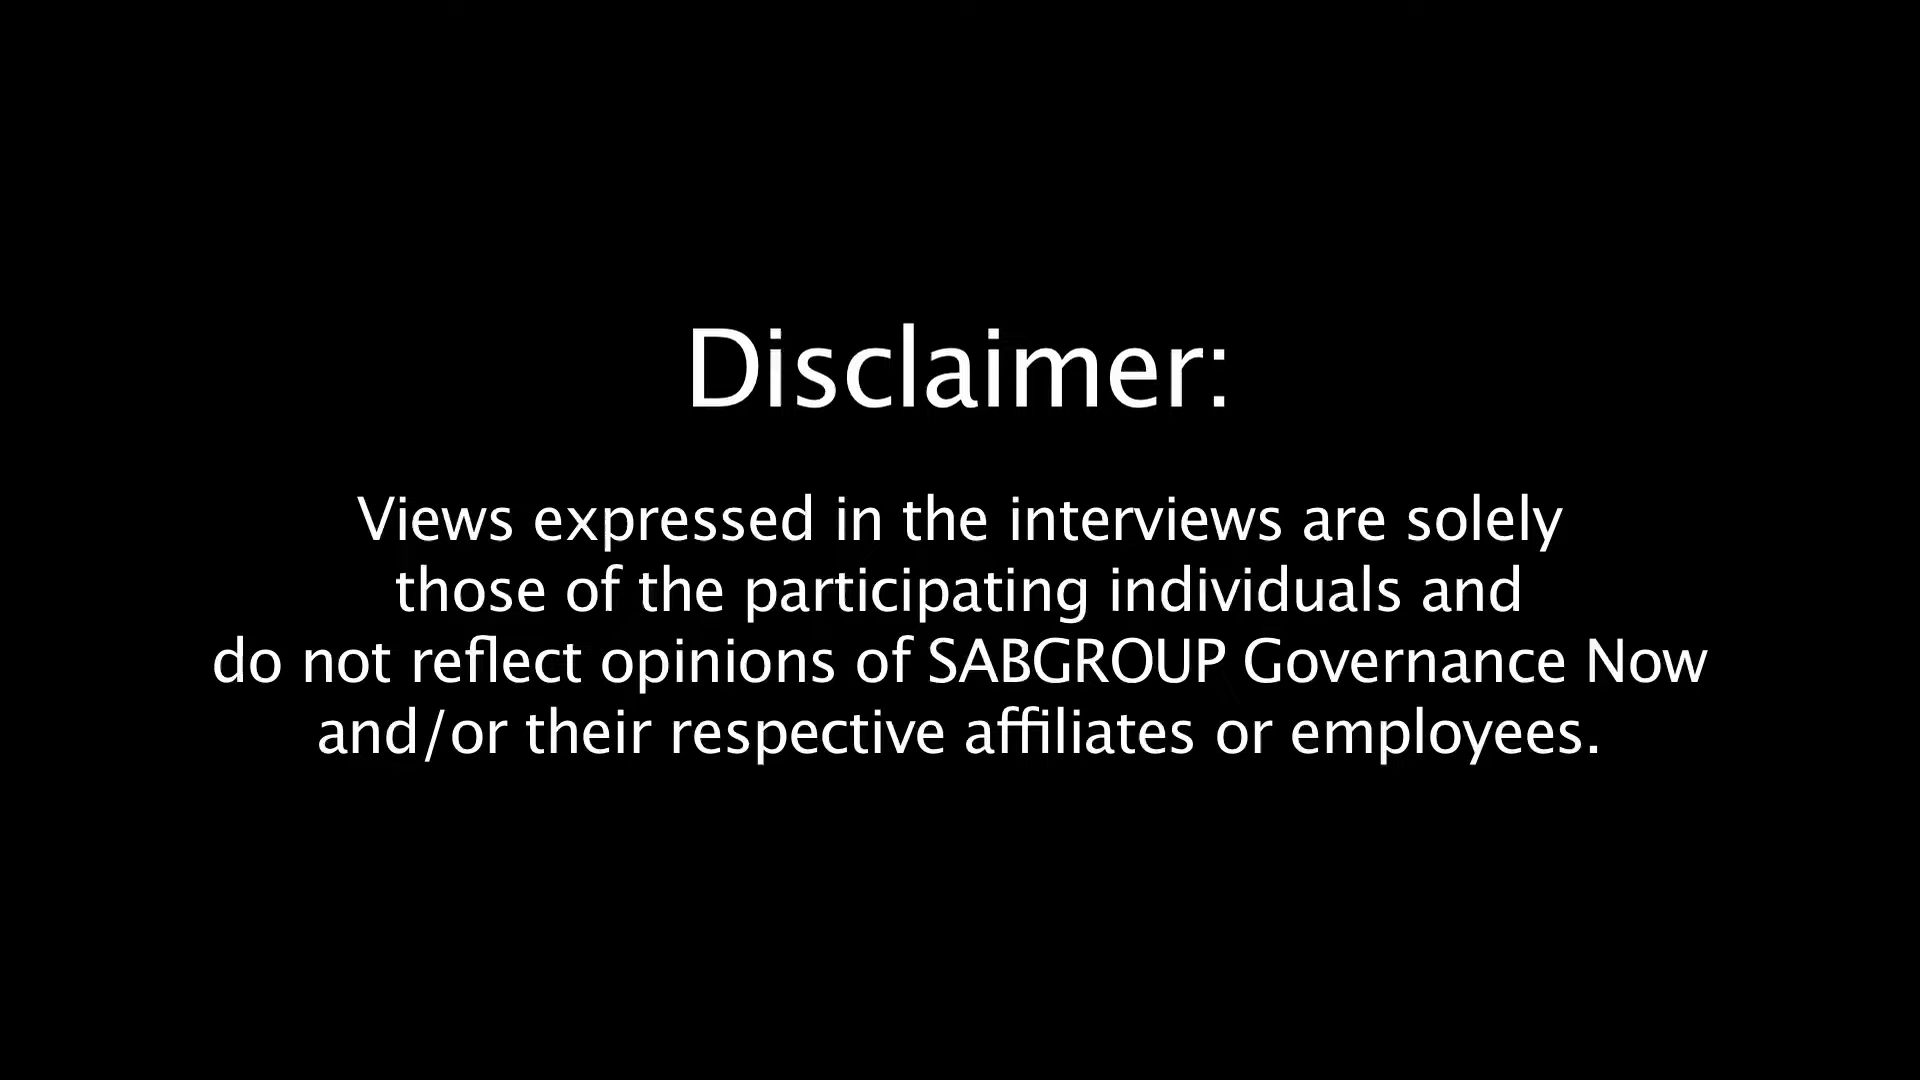 Disclaimer:
Views expressed in the interviews are solely
those of the participating individuals and
do not reflect opinions of SABGROUP Governance Now
and/or their respective affiliates or employees.